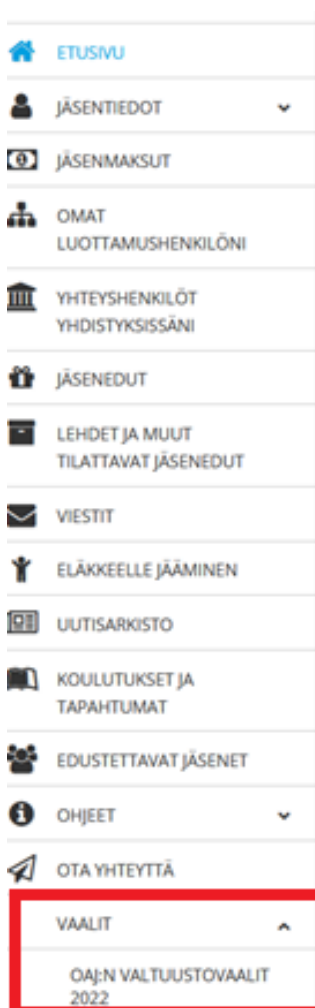 ETUSIVU
JÄSENTIEDOT
JÄSENMAKSUT
OMAT
LUOTTAMUSHENKILÖNI
YHTEYSHENKILÖT
YHDISTYKSISSÄNI
JÄSENEDUT
LEHDET JA MUUT
TILATTAVAT JÄSENEDUT
VIESTIT
ELÄKKEELLE JÄÄMINEN
UUTISARKISTO
KOULUTUKSET JA
TAPAHTUMAT
EDUSTETTAVAT JÄSENET
OHJEET
OTA YHTEYTTÄ
VAALIT
OAJ:N VALTUUSTOVAALIT
2022